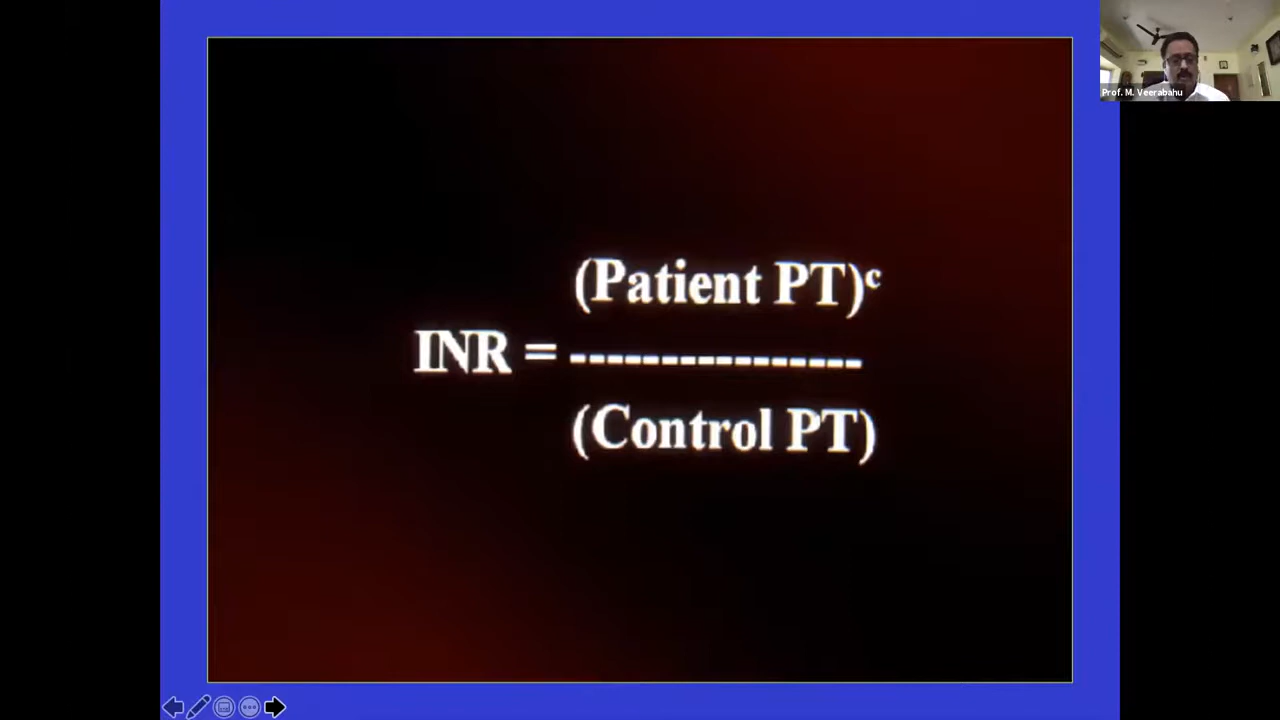 Prof. M. Veerabahu
(Patient PT)ᶜ
INR = ----------------
(Control PT)